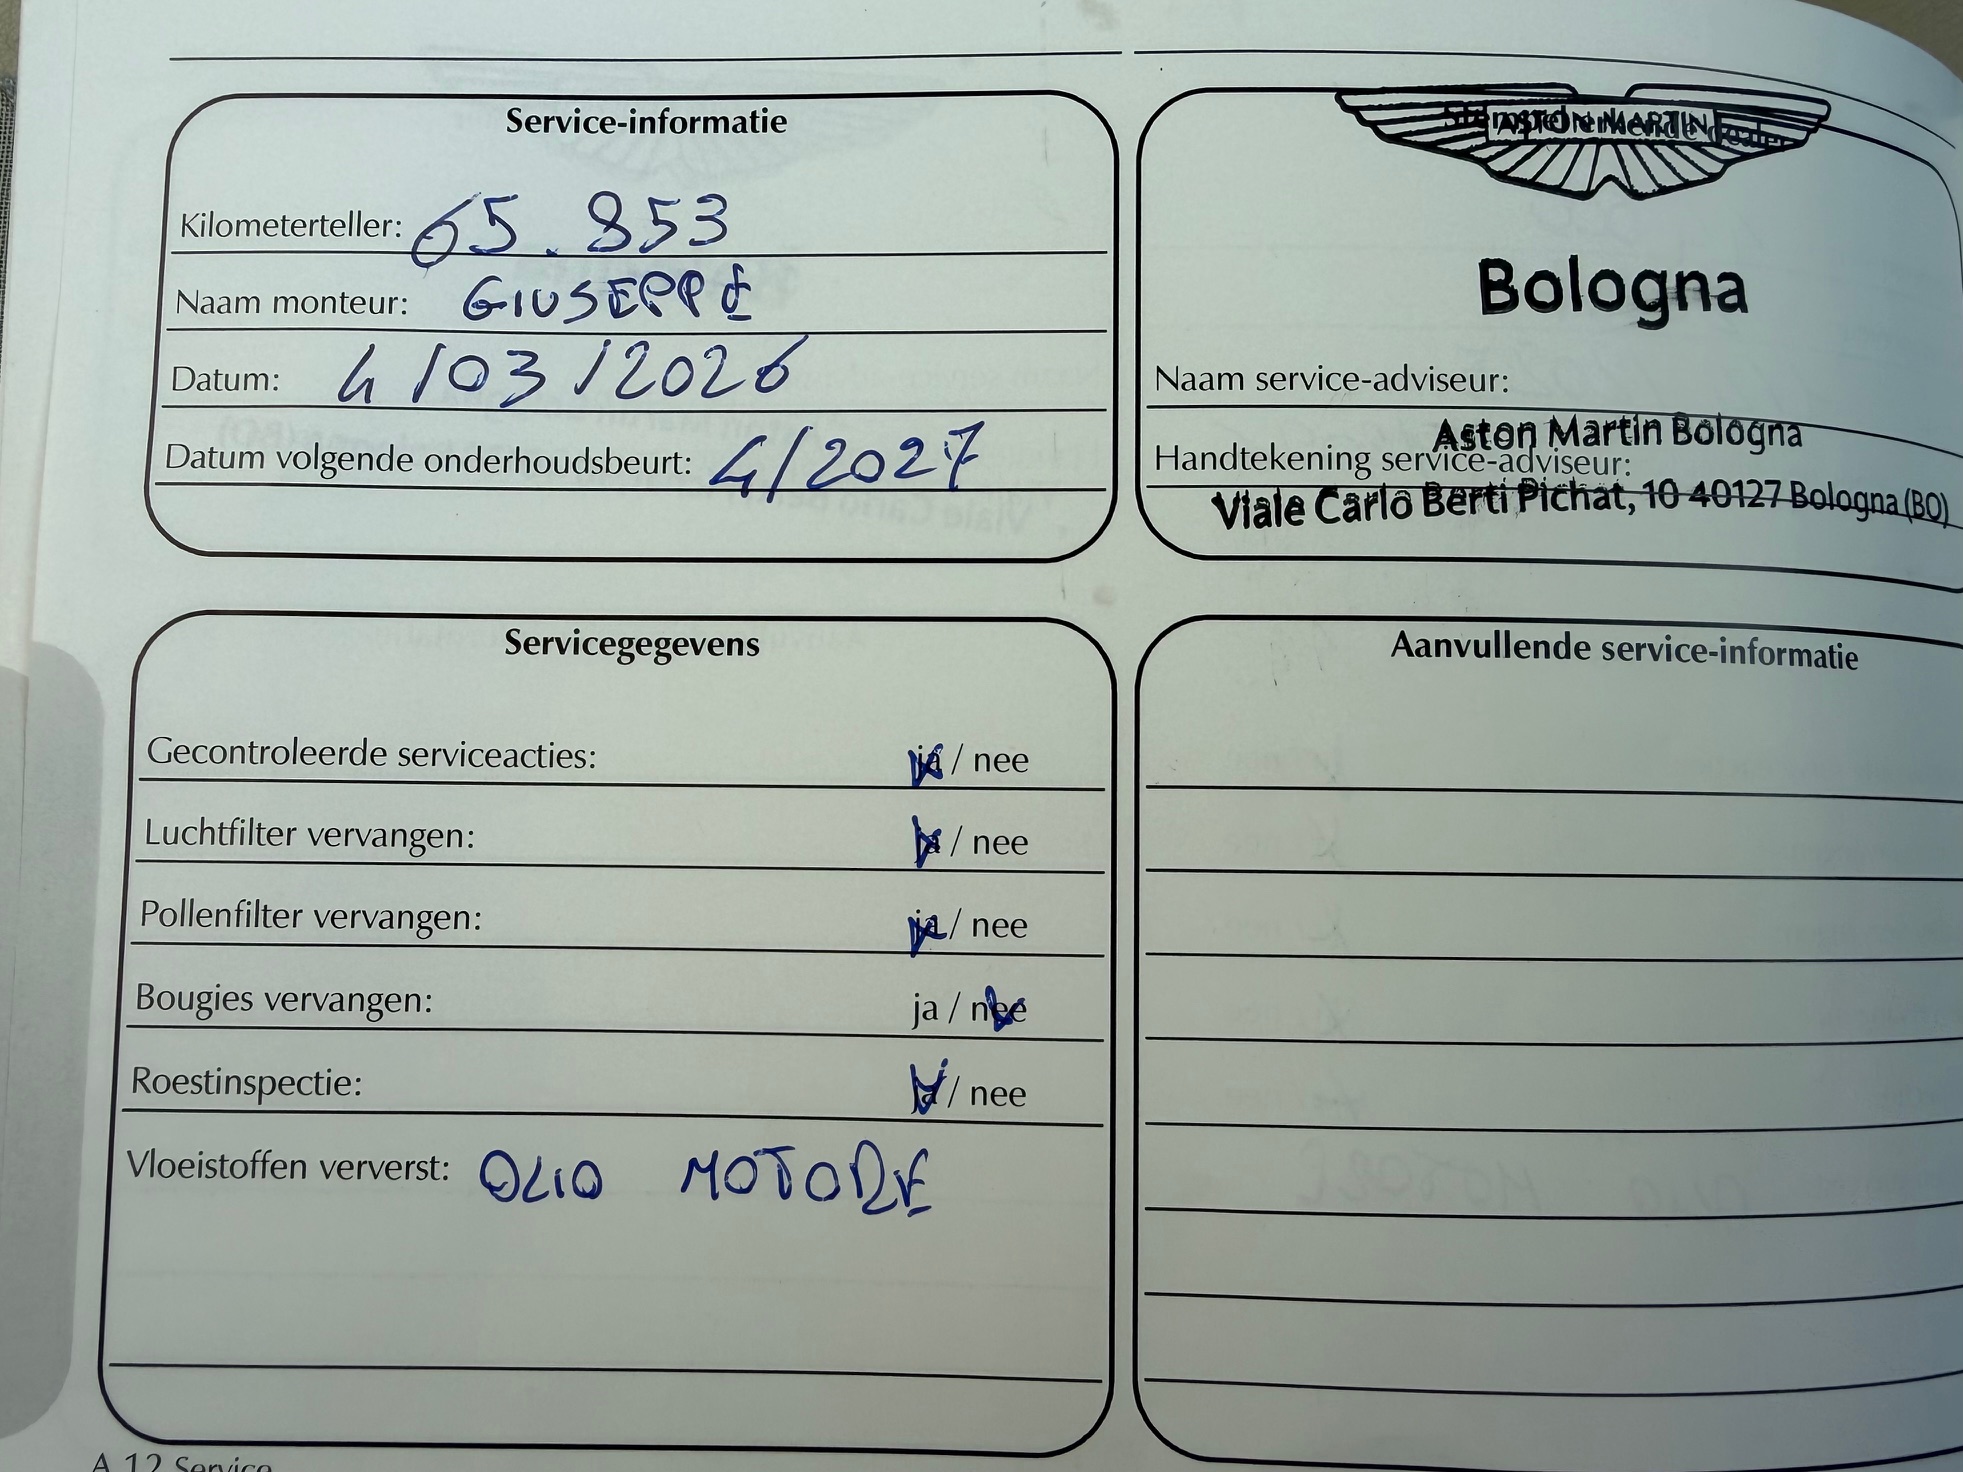 Service-informatie
Kilometerteller: 65.853
Naam monteur: GIUSEPPE
Datum: 4/03/2026
Datum volgende onderhoudsbeurt: 4/2027
ASTON MARTIN
Bologna
Naam service-adviseur:
Aston Martin Bologna
Handtekening service-adviseur:
Viale Carlo Berti Pichat, 10 40127 Bologna (BO)
Servicegegevens
Gecontroleerde serviceacties: ja / nee
Luchtfilter vervangen: ja / nee
Pollenfilter vervangen: ja / nee
Bougies vervangen: ja / nee
Roestinspectie: ja / nee
Vloeistoffen ververst: OLIO MOTORE
Aanvullende service-informatie
A 12 Service